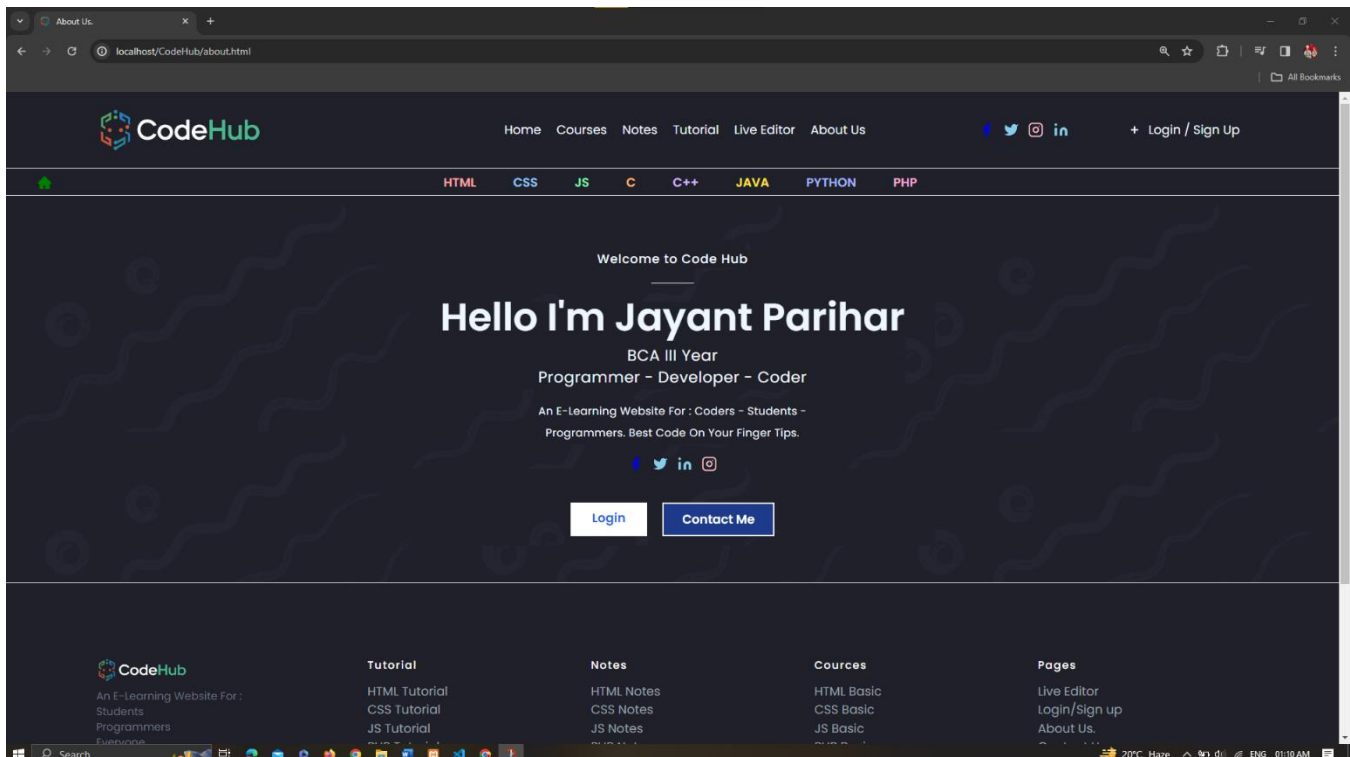 About Us.
localhost/CodeHub/about.html
All Bookmarks
CodeHub
Home Courses Notes Tutorial Live Editor About Us
+ Login / Sign Up
HTML CSS JS C C++ JAVA PYTHON PHP
Welcome to Code Hub
Hello I'm Jayant Parihar
BCA III Year
Programmer - Developer - Coder
An E-Learning Website For : Coders - Students -
Programmers. Best Code On Your Finger Tips.
Login Contact Me
CodeHub
An E-Learning Website For :
Students
Programmers
Everyone
Tutorial
HTML Tutorial
CSS Tutorial
JS Tutorial
Notes
HTML Notes
CSS Notes
JS Notes
Cources
HTML Basic
CSS Basic
JS Basic
Pages
Live Editor
Login/Sign up
About Us.
Search
20°C Haze ENG 01:10 AM